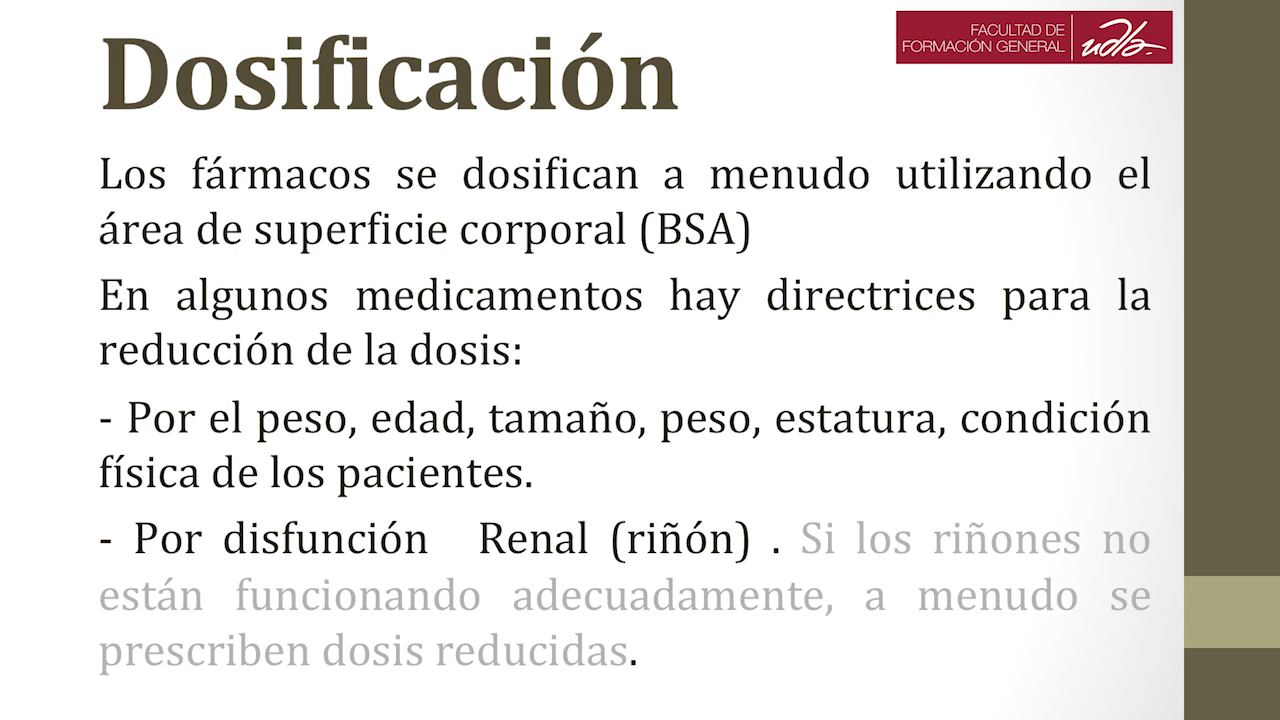 FACULTAD DE
FORMACIÓN GENERAL
udla.
Dosificación
Los fármacos se dosifican a menudo utilizando el
área de superficie corporal (BSA)
En algunos medicamentos hay directrices para la
reducción de la dosis:
- Por el peso, edad, tamaño, peso, estatura, condición
física de los pacientes.
- Por disfunción Renal (riñón) . Si los riñones no
están funcionando adecuadamente, a menudo se
prescriben dosis reducidas.